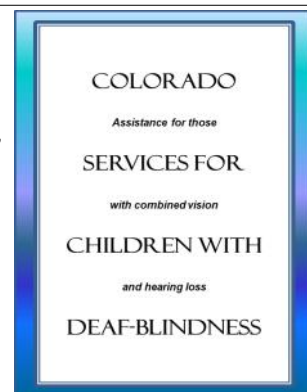 COLORADO
Assistance for those
SERVICES FOR
with combined vision
CHILDREN WITH
and hearing loss
DEAF-BLINDNESS